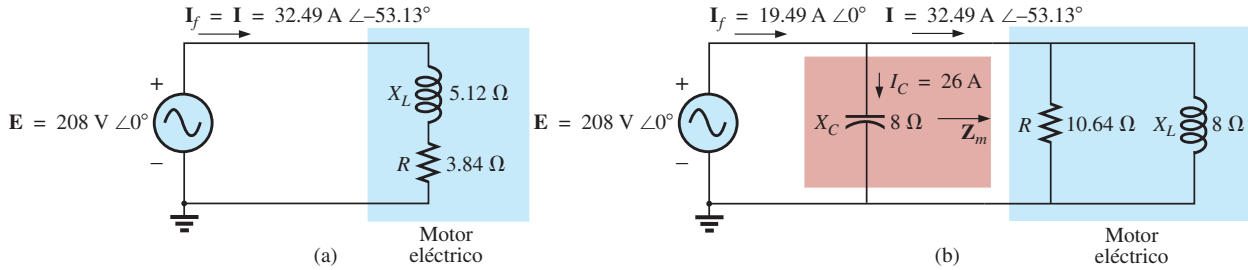 I_f = I = 32.49 A ∠–53.13°
+
E = 208 V ∠0°
–
X_L
5.12 Ω
R
3.84 Ω
Motor
eléctrico
(a)
I_f = 19.49 A ∠0°
I = 32.49 A ∠–53.13°
+
E = 208 V ∠0°
–
I_C = 26 A
X_C
8 Ω
Z_m
R
10.64 Ω
X_L
8 Ω
Motor
eléctrico
(b)